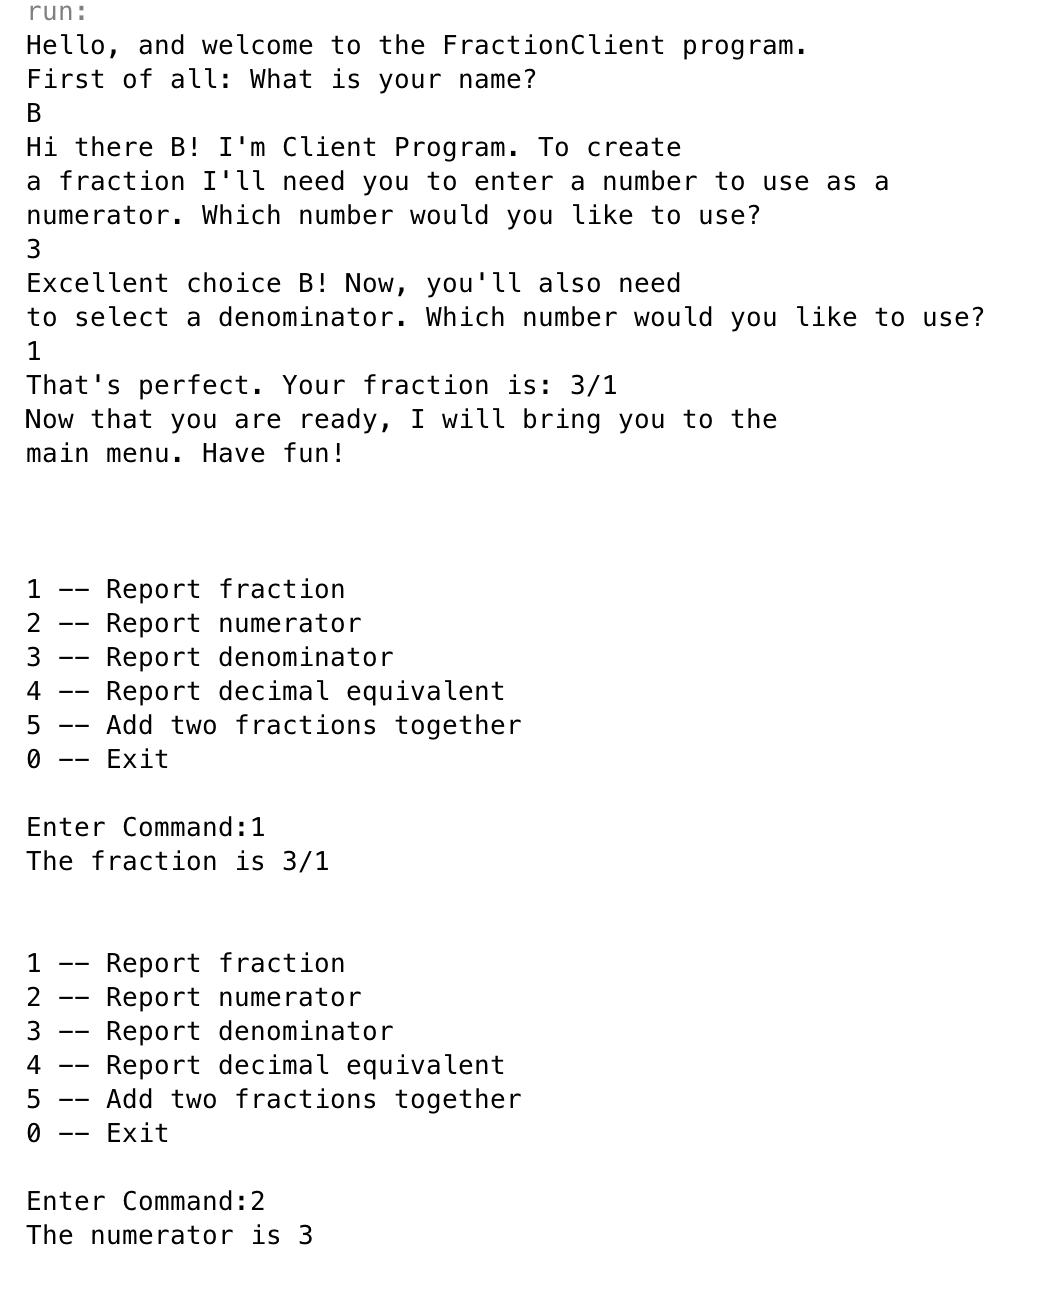 run:
Hello, and welcome to the FractionClient program.
First of all: What is your name?
B
Hi there B! I'm Client Program. To create
a fraction I'll need you to enter a number to use as a
numerator. Which number would you like to use?
3
Excellent choice B! Now, you'll also need
to select a denominator. Which number would you like to use?
1
That's perfect. Your fraction is: 3/1
Now that you are ready, I will bring you to the
main menu. Have fun!
1 -- Report fraction
2 -- Report numerator
3 -- Report denominator
4 -- Report decimal equivalent
5 -- Add two fractions together
0 -- Exit
Enter Command:1
The fraction is 3/1
1 -- Report fraction
2 -- Report numerator
3 -- Report denominator
4 -- Report decimal equivalent
5 -- Add two fractions together
0 -- Exit
Enter Command:2
The numerator is 3